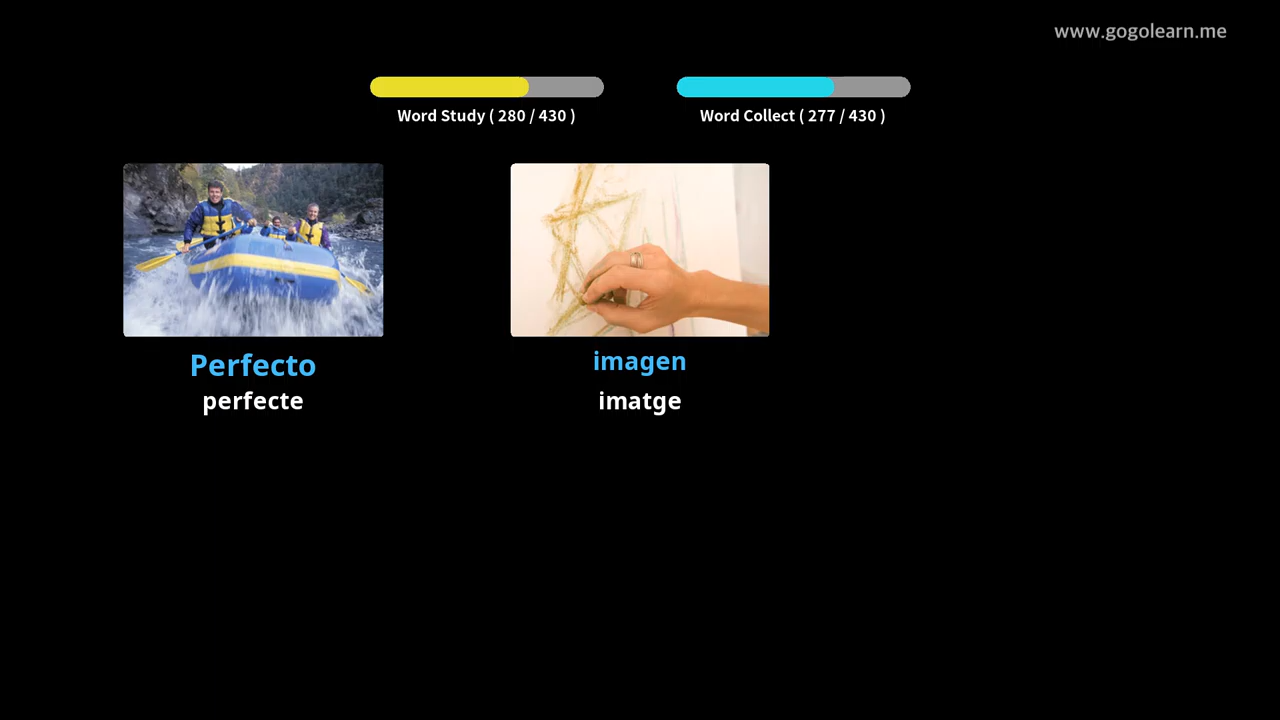 www.gogolearn.me
Word Study ( 280 / 430 )
Word Collect ( 277 / 430 )
Perfecto
perfecte
imagen
imatge